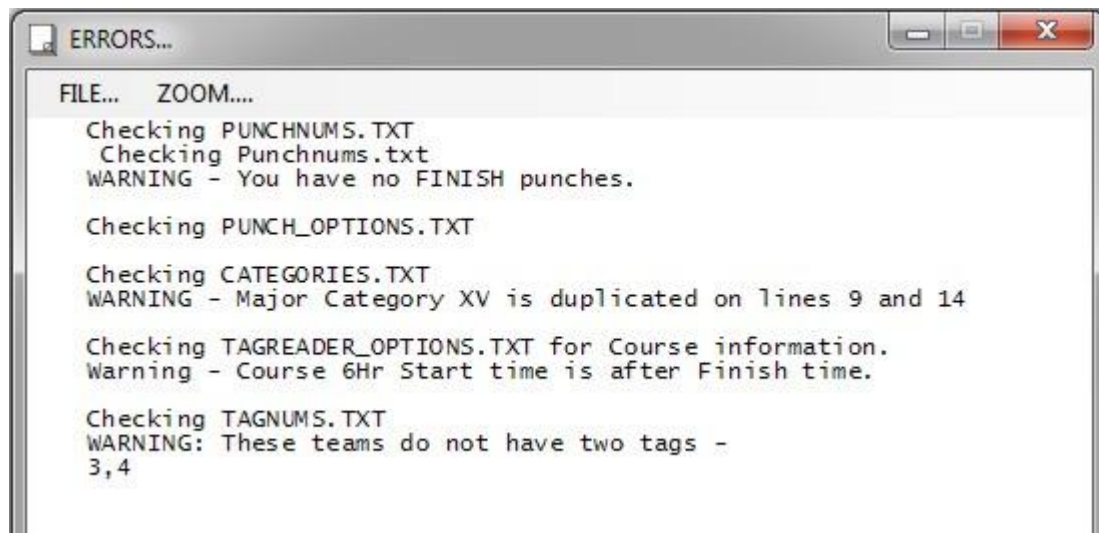 ERRORS...
FILE... ZOOM....
Checking PUNCHNUMS.TXT
Checking Punchnums.txt
WARNING - You have no FINISH punches.
Checking PUNCH_OPTIONS.TXT
Checking CATEGORIES.TXT
WARNING - Major Category XV is duplicated on lines 9 and 14
Checking TAGREADER_OPTIONS.TXT for Course information.
Warning - Course 6Hr Start time is after Finish time.
Checking TAGNUMS.TXT
WARNING: These teams do not have two tags -
3,4